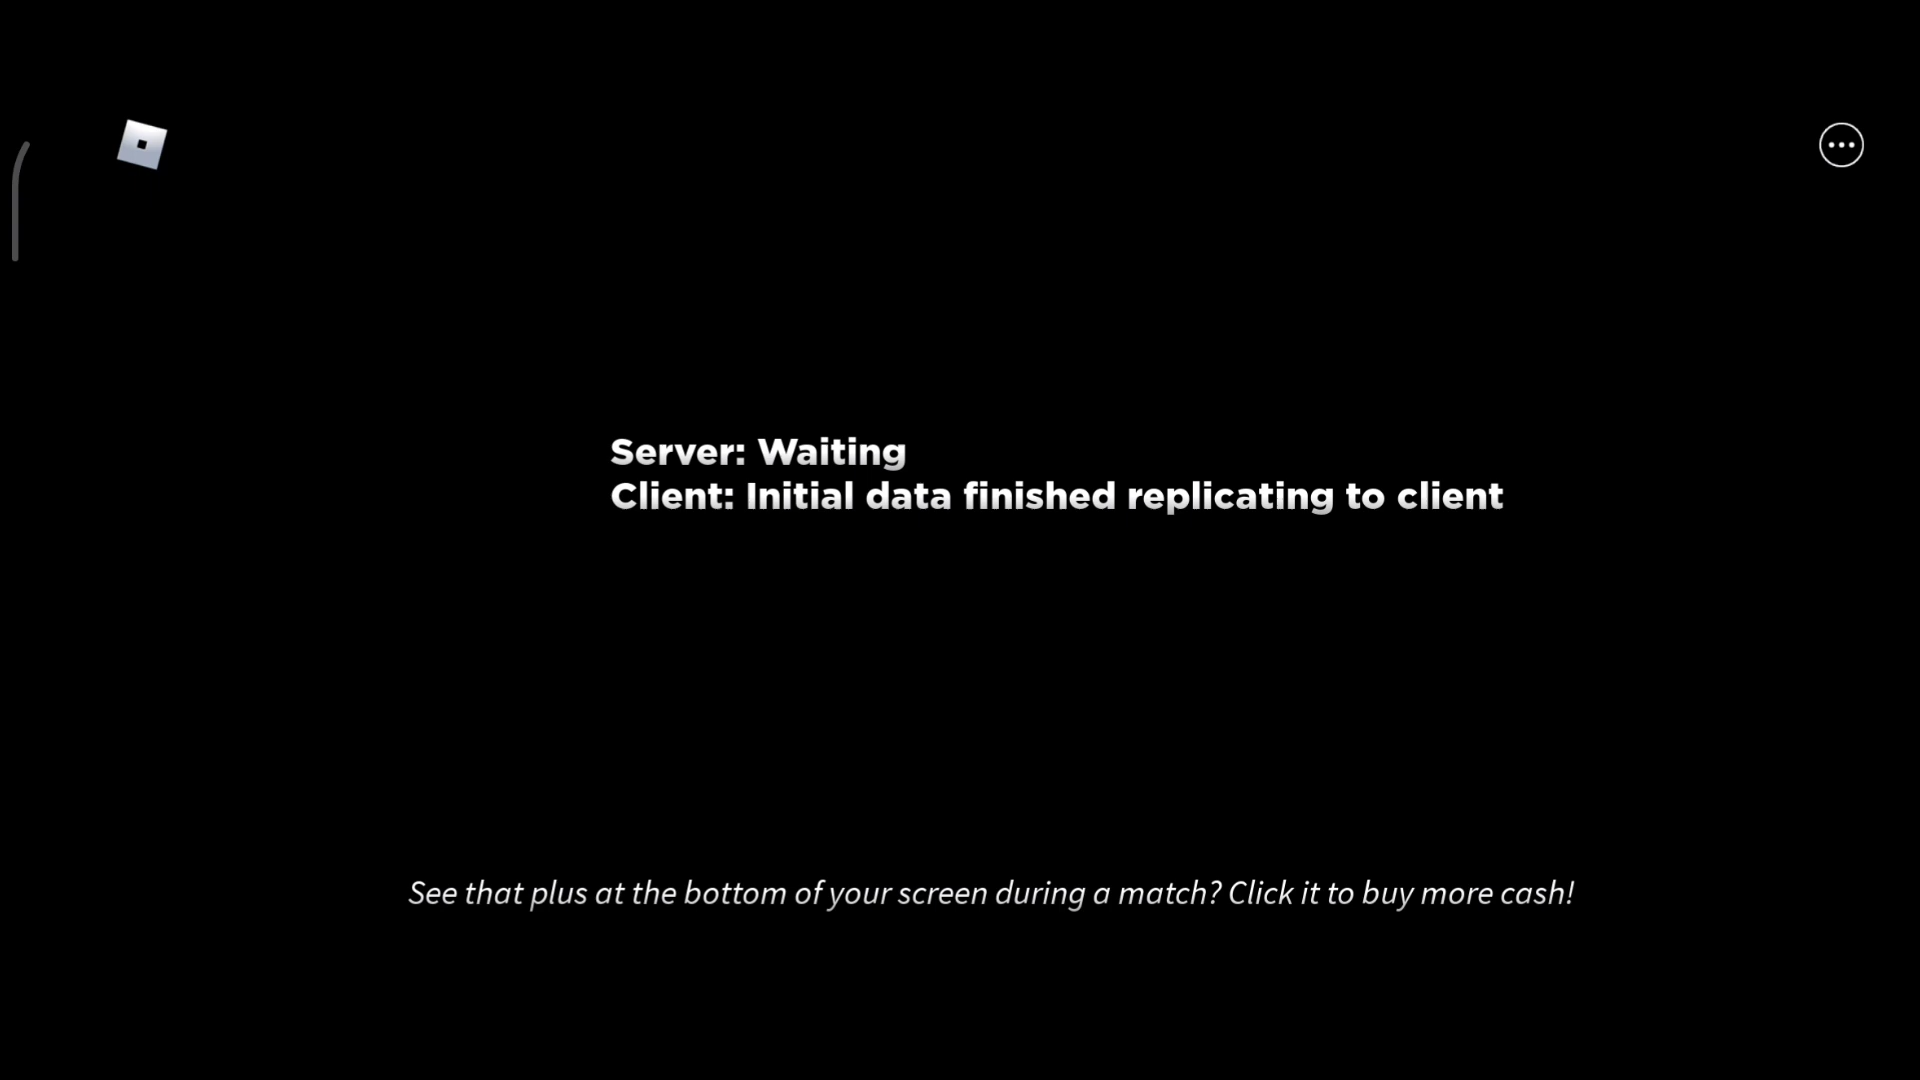 Server: Waiting
Client: Initial data finished replicating to client
See that plus at the bottom of your screen during a match? Click it to buy more cash!